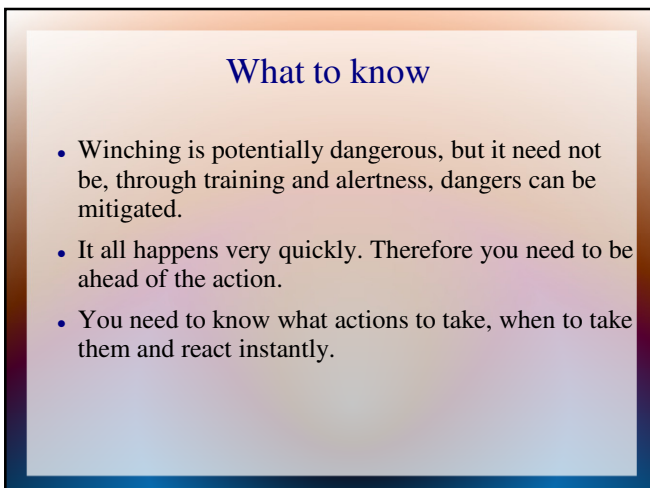 What to know
• Winching is potentially dangerous, but it need not
be, through training and alertness, dangers can be
mitigated.
• It all happens very quickly. Therefore you need to be
ahead of the action.
• You need to know what actions to take, when to take
them and react instantly.